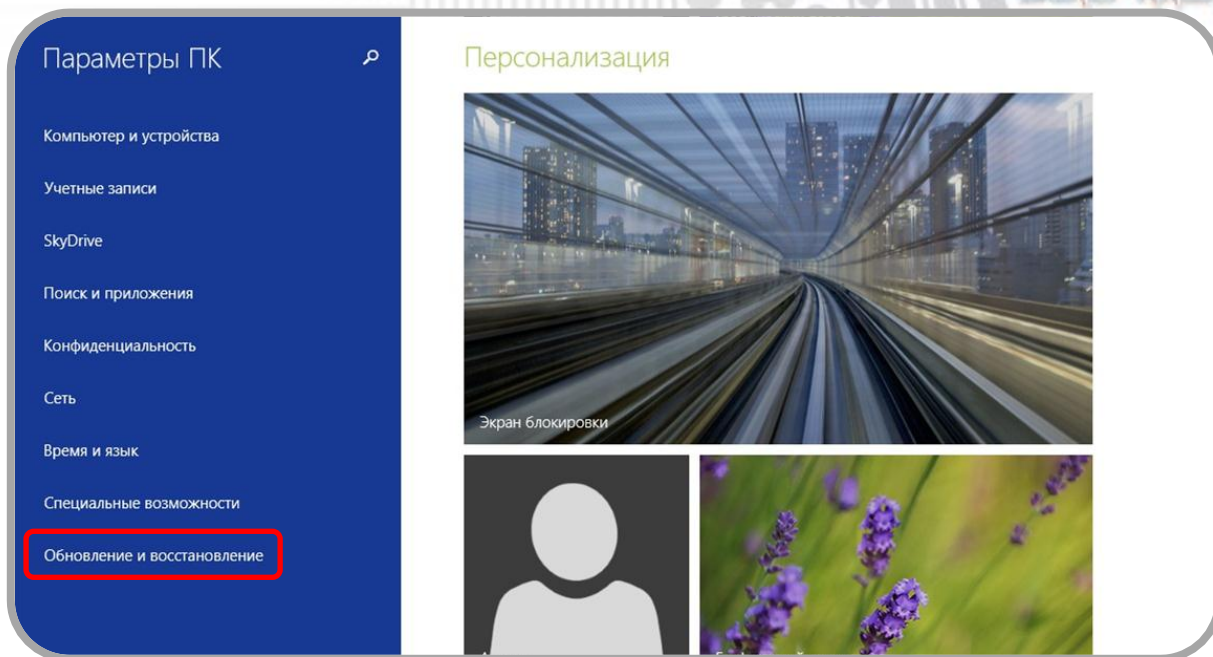 Параметры ПК
Компьютер и устройства
Учетные записи
SkyDrive
Поиск и приложения
Конфиденциальность
Сеть
Время и язык
Специальные возможности
Обновление и восстановление
Персонализация
Экран блокировки